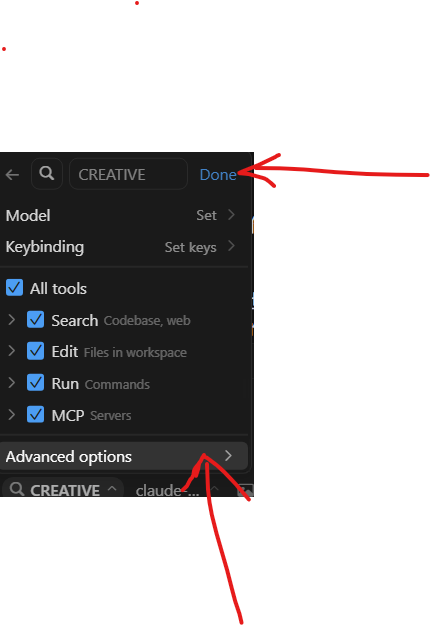 CREATIVE Done
Model Set
Keybinding Set keys
All tools
Search Codebase, web
Edit Files in workspace
Run Commands
MCP Servers
Advanced options
CREATIVE claude-...